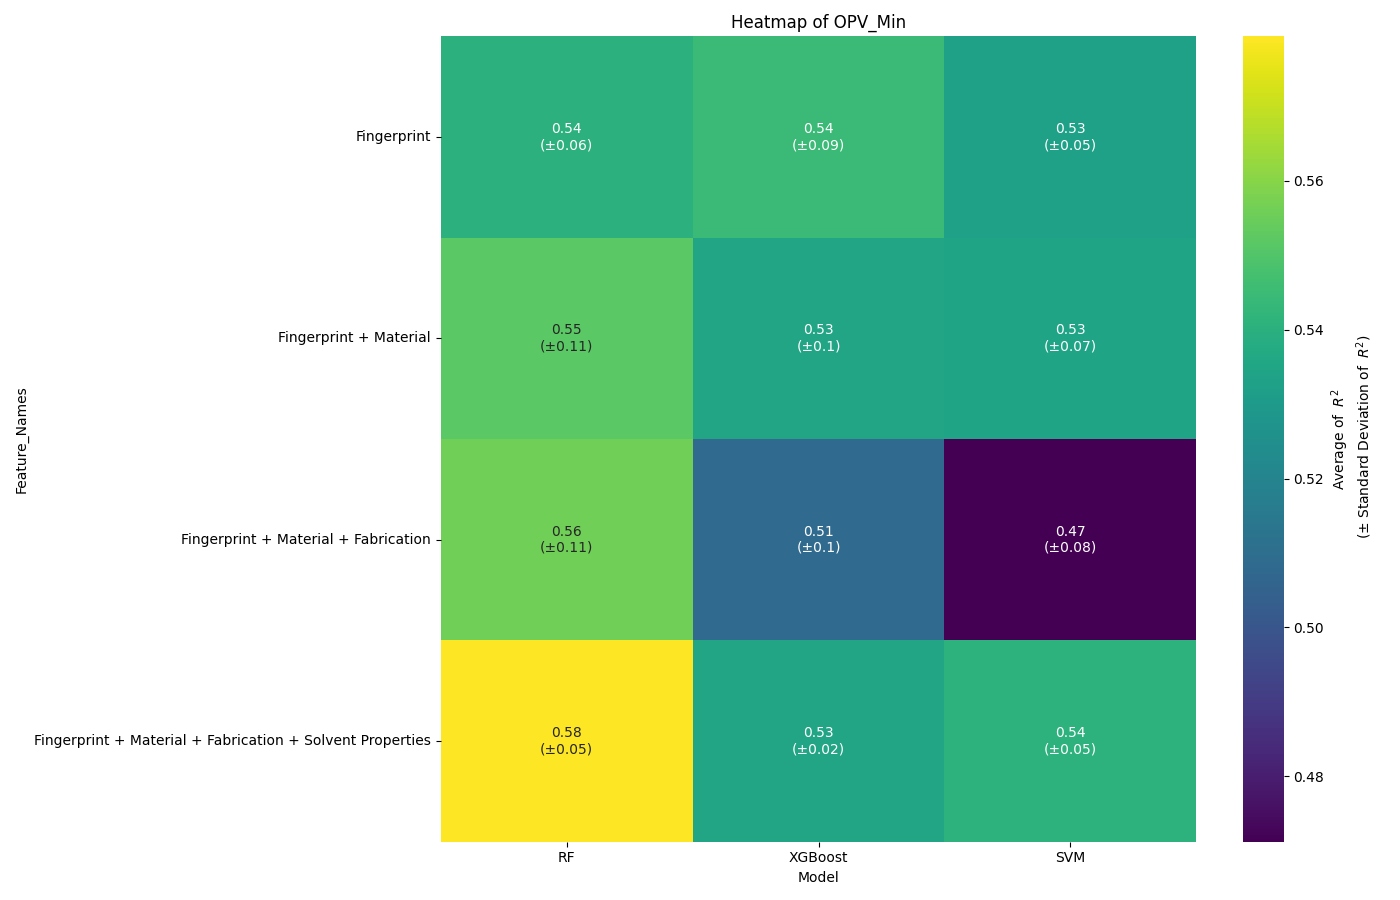 Heatmap of OPV_Min
Feature_Names
Fingerprint
0.54
(±0.06)
0.54
(±0.09)
0.53
(±0.05)
Fingerprint + Material
0.55
(±0.11)
0.53
(±0.1)
0.53
(±0.07)
Fingerprint + Material + Fabrication
0.56
(±0.11)
0.51
(±0.1)
0.47
(±0.08)
Fingerprint + Material + Fabrication + Solvent Properties
0.58
(±0.05)
0.53
(±0.02)
0.54
(±0.05)
RF
XGBoost
SVM
Model
0.56
0.54
0.52
0.50
0.48
Average of R²
(± Standard Deviation of R²)